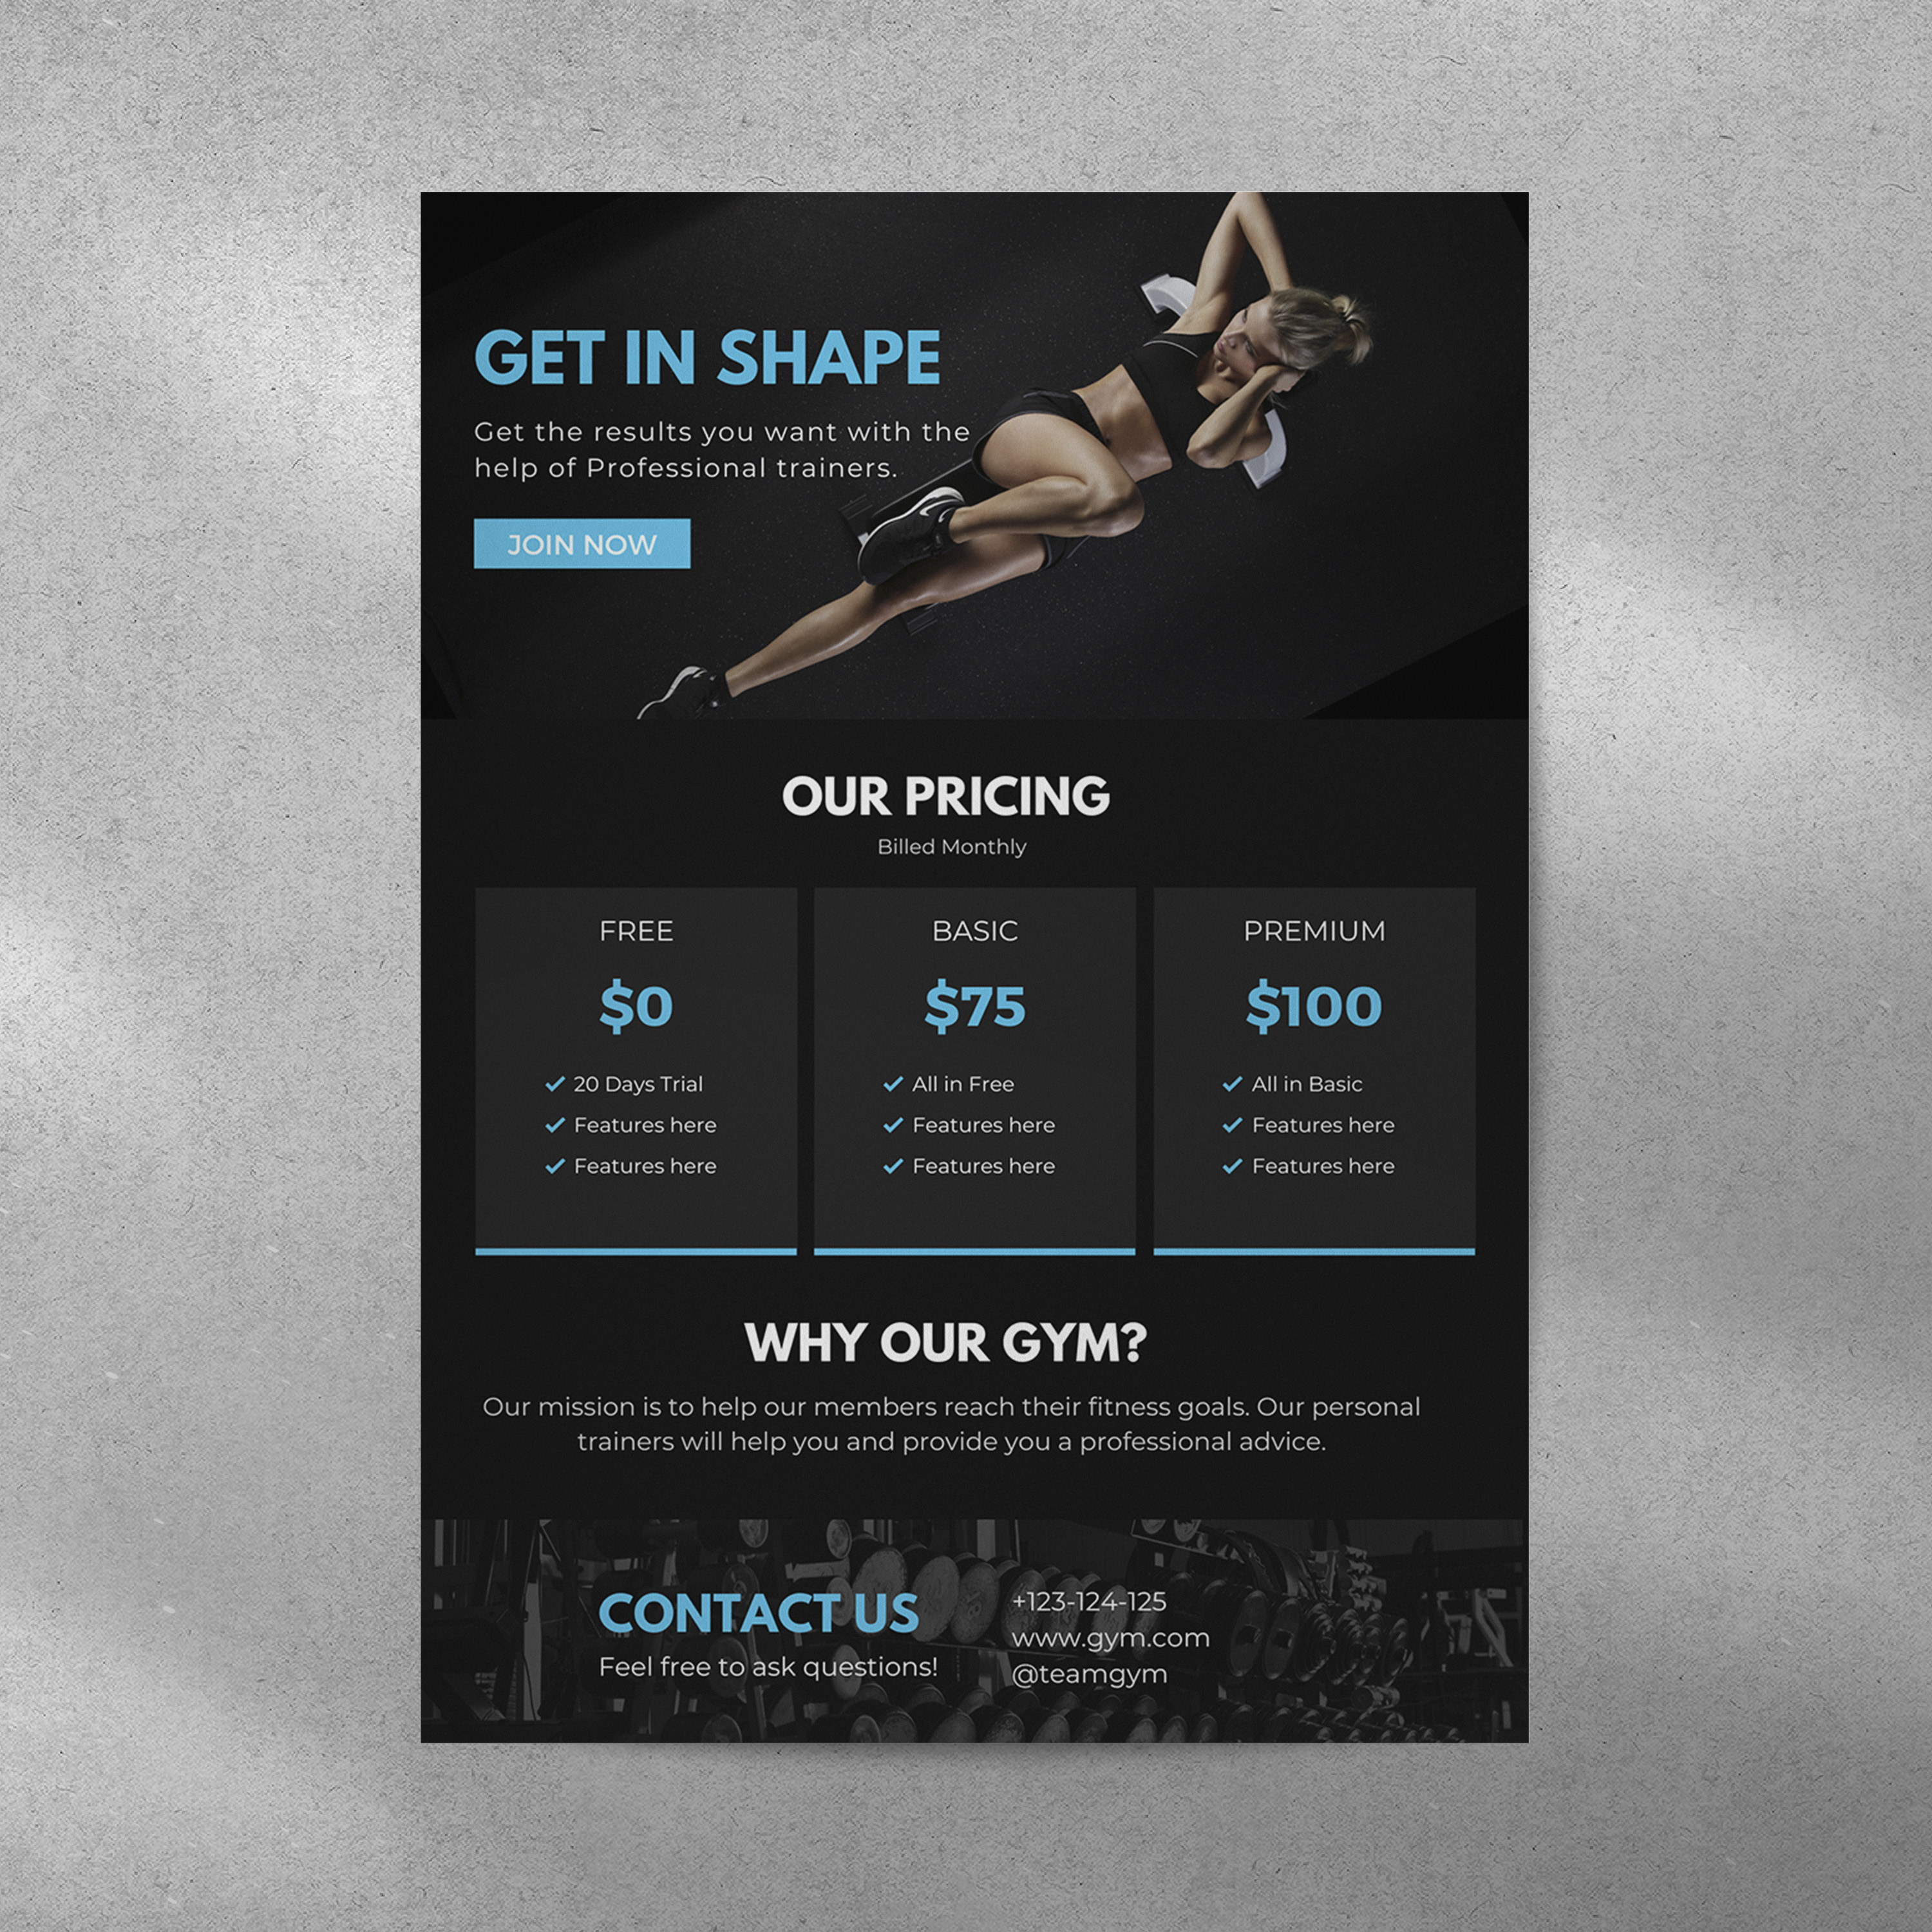 GET IN SHAPE
Get the results you want with the
help of Professional trainers.
JOIN NOW
OUR PRICING
Billed Monthly
FREE
$0
20 Days Trial
Features here
Features here
BASIC
$75
All in Free
Features here
Features here
PREMIUM
$100
All in Basic
Features here
Features here
WHY OUR GYM?
Our mission is to help our members reach their fitness goals. Our personal
trainers will help you and provide you a professional advice.
CONTACT US
Feel free to ask questions!
+123-124-125
www.gym.com
@teamgym